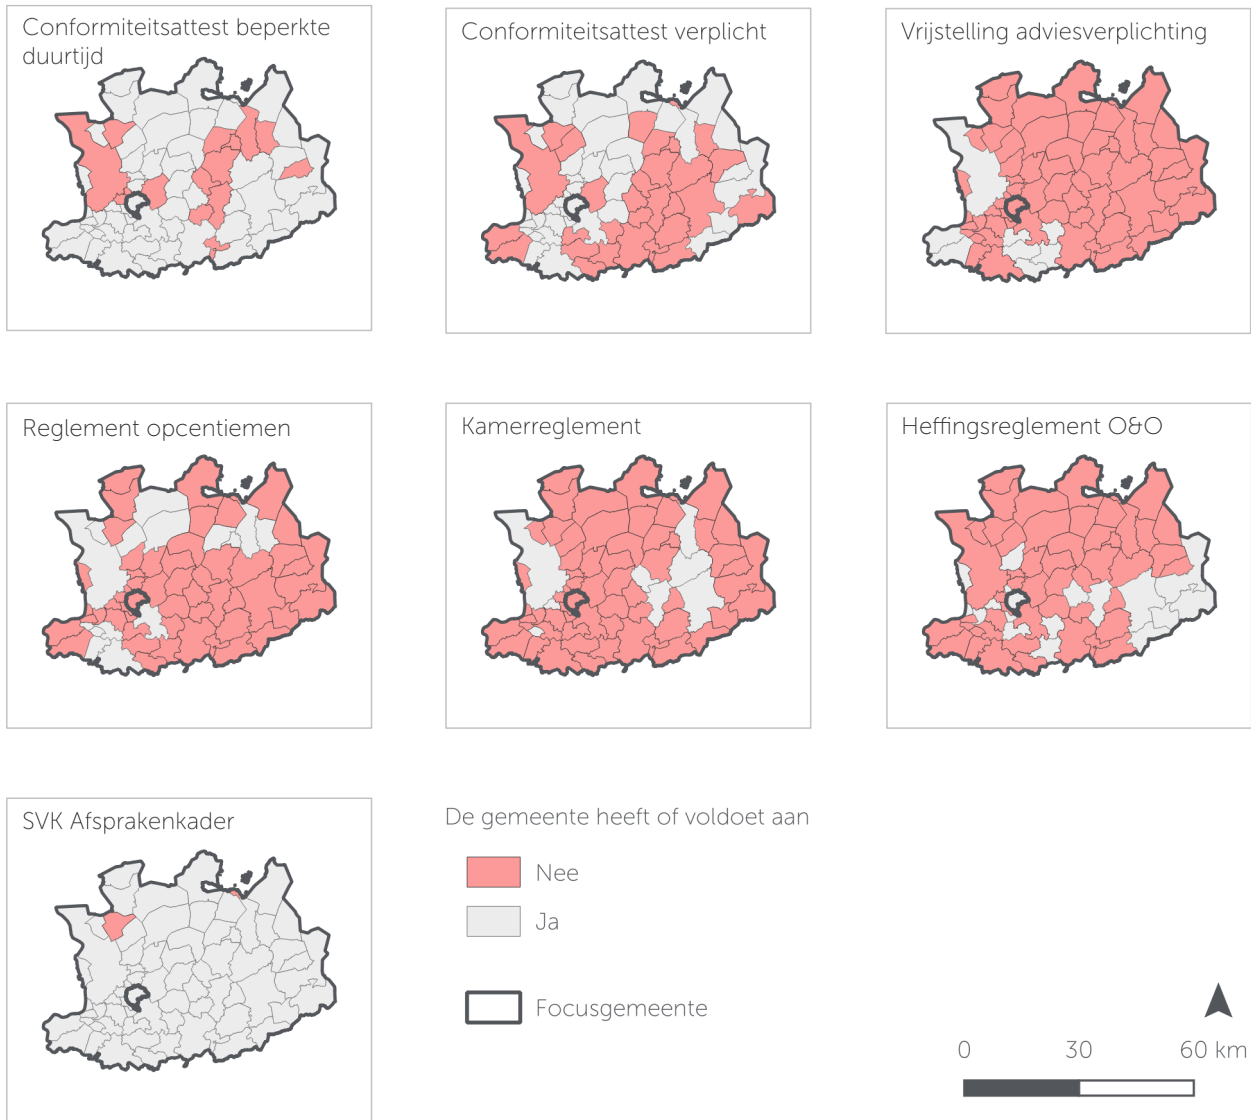 Conformiteitsattest beperkte
duurtijd
Conformiteitsattest verplicht
Vrijstelling adviesverplichting
Reglement opcentiemen
Kamerreglement
Heffingsreglement O&O
SVK Afsprakenkader
De gemeente heeft of voldoet aan
Nee
Ja
Focusgemeente
0 30 60 km